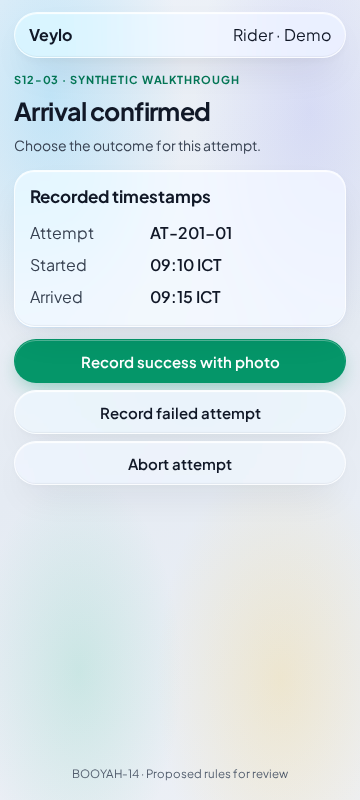 Veylo
Rider · Demo
S12-03 · SYNTHETIC WALKTHROUGH
Arrival confirmed
Choose the outcome for this attempt.
Recorded timestamps
Attempt AT-201-01
Started 09:10 ICT
Arrived 09:15 ICT
Record success with photo
Record failed attempt
Abort attempt
BOOYAH-14 · Proposed rules for review